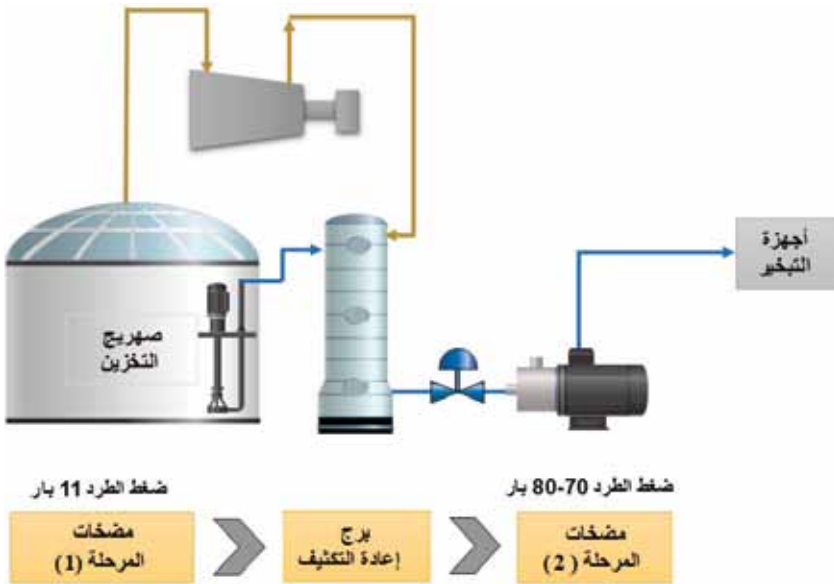 أجهزة
التبخير
صهريج
التخزين
ضغط الطرد 11 بار
ضغط الطرد 70-80 بار
مضخات
المرحلة (1)
برج
إعادة التكثيف
مضخات
المرحلة ( 2 )